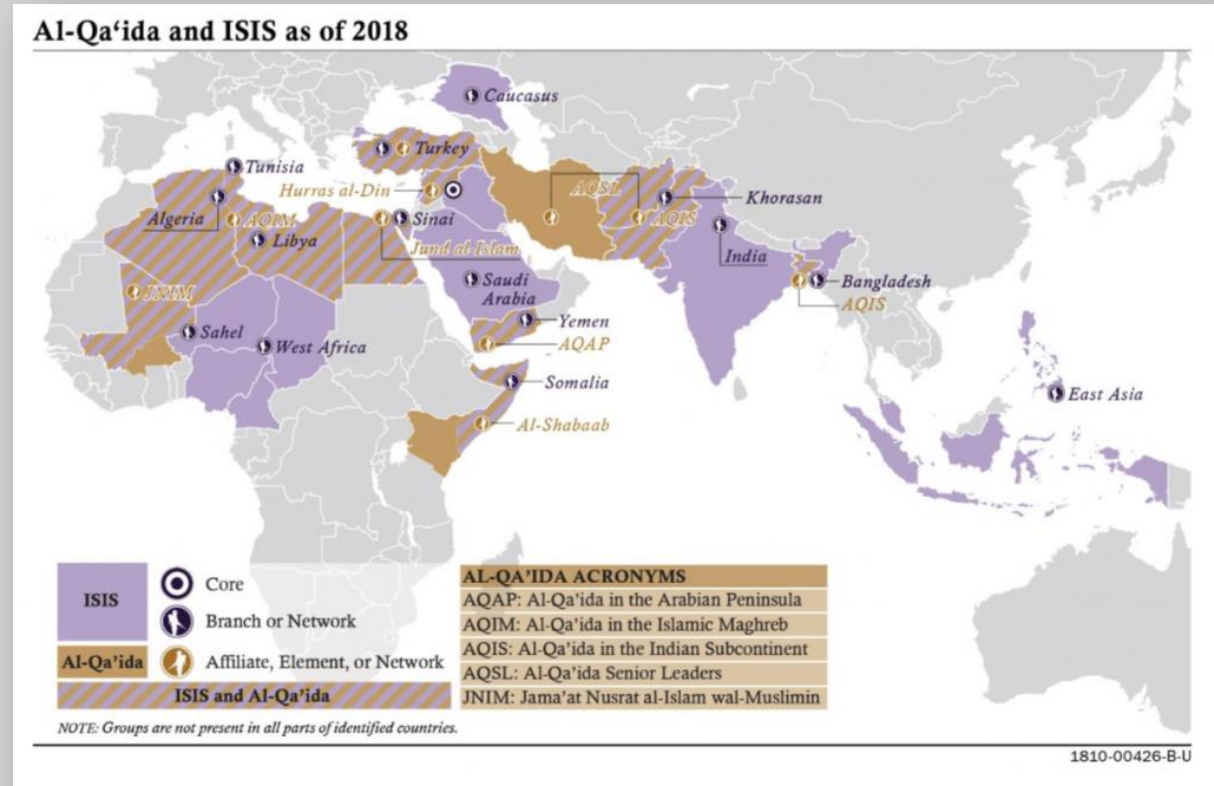 Al-Qa‘ida and ISIS as of 2018
Caucasus
Turkey
Tunisia
Hurras al-Din
AQSL
Khorasan
Algeria
AQIM
Sinai
AQIS
Libya
Jund al-Islam
India
JNIM
Saudi
Arabia
Bangladesh
AQIS
Sahel
West Africa
Yemen
AQAP
Somalia
East Asia
Al-Shabaab
ISIS
Core
Branch or Network
Al-Qa’ida
Affiliate, Element, or Network
ISIS and Al-Qa’ida
AL-QA’IDA ACRONYMS
AQAP: Al-Qa’ida in the Arabian Peninsula
AQIM: Al-Qa’ida in the Islamic Maghreb
AQIS: Al-Qa’ida in the Indian Subcontinent
AQSL: Al-Qa’ida Senior Leaders
JNIM: Jama’at Nusrat al-Islam wal-Muslimin
NOTE: Groups are not present in all parts of identified countries.
1810-00426-B-U